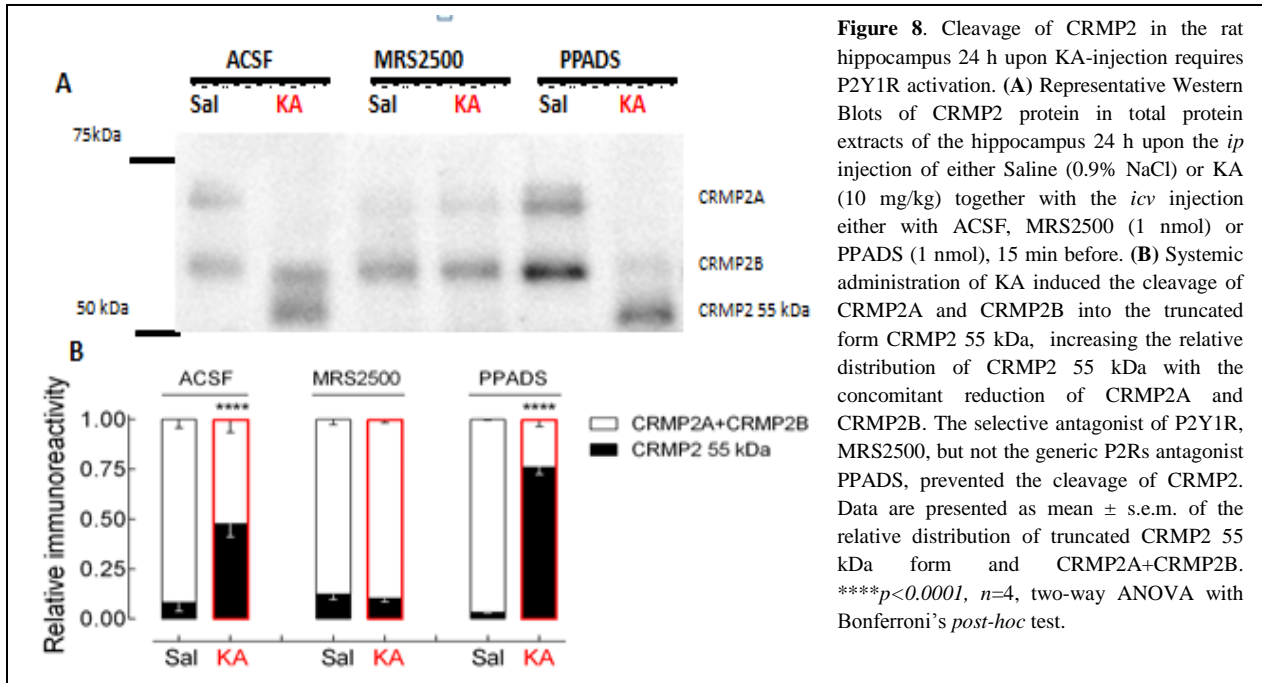 ACSF MRS2500 PPADS
A
Sal KA Sal KA Sal KA
75kDa
CRMP2A
CRMP2B
50 kDa
CRMP2 55 kDa
B
ACSF MRS2500 PPADS
Relative immunoreactivity
**** ****
1.00
0.75
0.50
0.25
0.00
CRMP2A+CRMP2B
CRMP2 55 kDa
Sal KA Sal KA Sal KA
Figure 8. Cleavage of CRMP2 in the rat
hippocampus 24 h upon KA-injection requires
P2Y1R activation. (A) Representative Western
Blots of CRMP2 protein in total protein
extracts of the hippocampus 24 h upon the ip
injection of either Saline (0.9% NaCl) or KA
(10 mg/kg) together with the icv injection
either with ACSF, MRS2500 (1 nmol) or
PPADS (1 nmol), 15 min before. (B) Systemic
administration of KA induced the cleavage of
CRMP2A and CRMP2B into the truncated
form CRMP2 55 kDa, increasing the relative
distribution of CRMP2 55 kDa with the
concomitant reduction of CRMP2A and
CRMP2B. The selective antagonist of P2Y1R,
MRS2500, but not the generic P2Rs antagonist
PPADS, prevented the cleavage of CRMP2.
Data are presented as mean ± s.e.m. of the
relative distribution of truncated CRMP2 55
kDa form and CRMP2A+CRMP2B.
****p<0.0001, n=4, two-way ANOVA with
Bonferroni's post-hoc test.